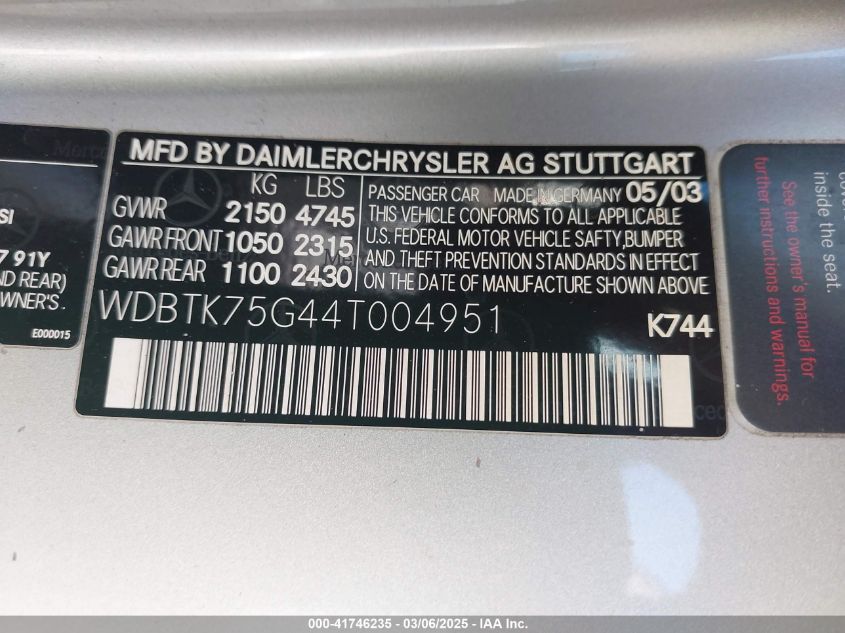 MFD BY DAIMLERCHRYSLER AG STUTTGART
KG LBS
GVWR 2150 4745
GAWR FRONT 1050 2315
GAWR REAR 1100 2430
PASSENGER CAR MADE IN GERMANY 05/03
THIS VEHICLE CONFORMS TO ALL APPLICABLE
U.S. FEDERAL MOTOR VEHICLE SAFTY,BUMPER
AND THEFT PREVENTION STANDARDS IN EFFECT
ON THE DATE OF MANUFACTURE SHOWN ABOVE
WDBTK75G44T004951
K744
SI
7 91Y
ND REAR)
OWNER'S
E000015
inside the seat.
See the owner's manual for
further instructions and warnings.
000-41746235 - 03/06/2025 - IAA Inc.